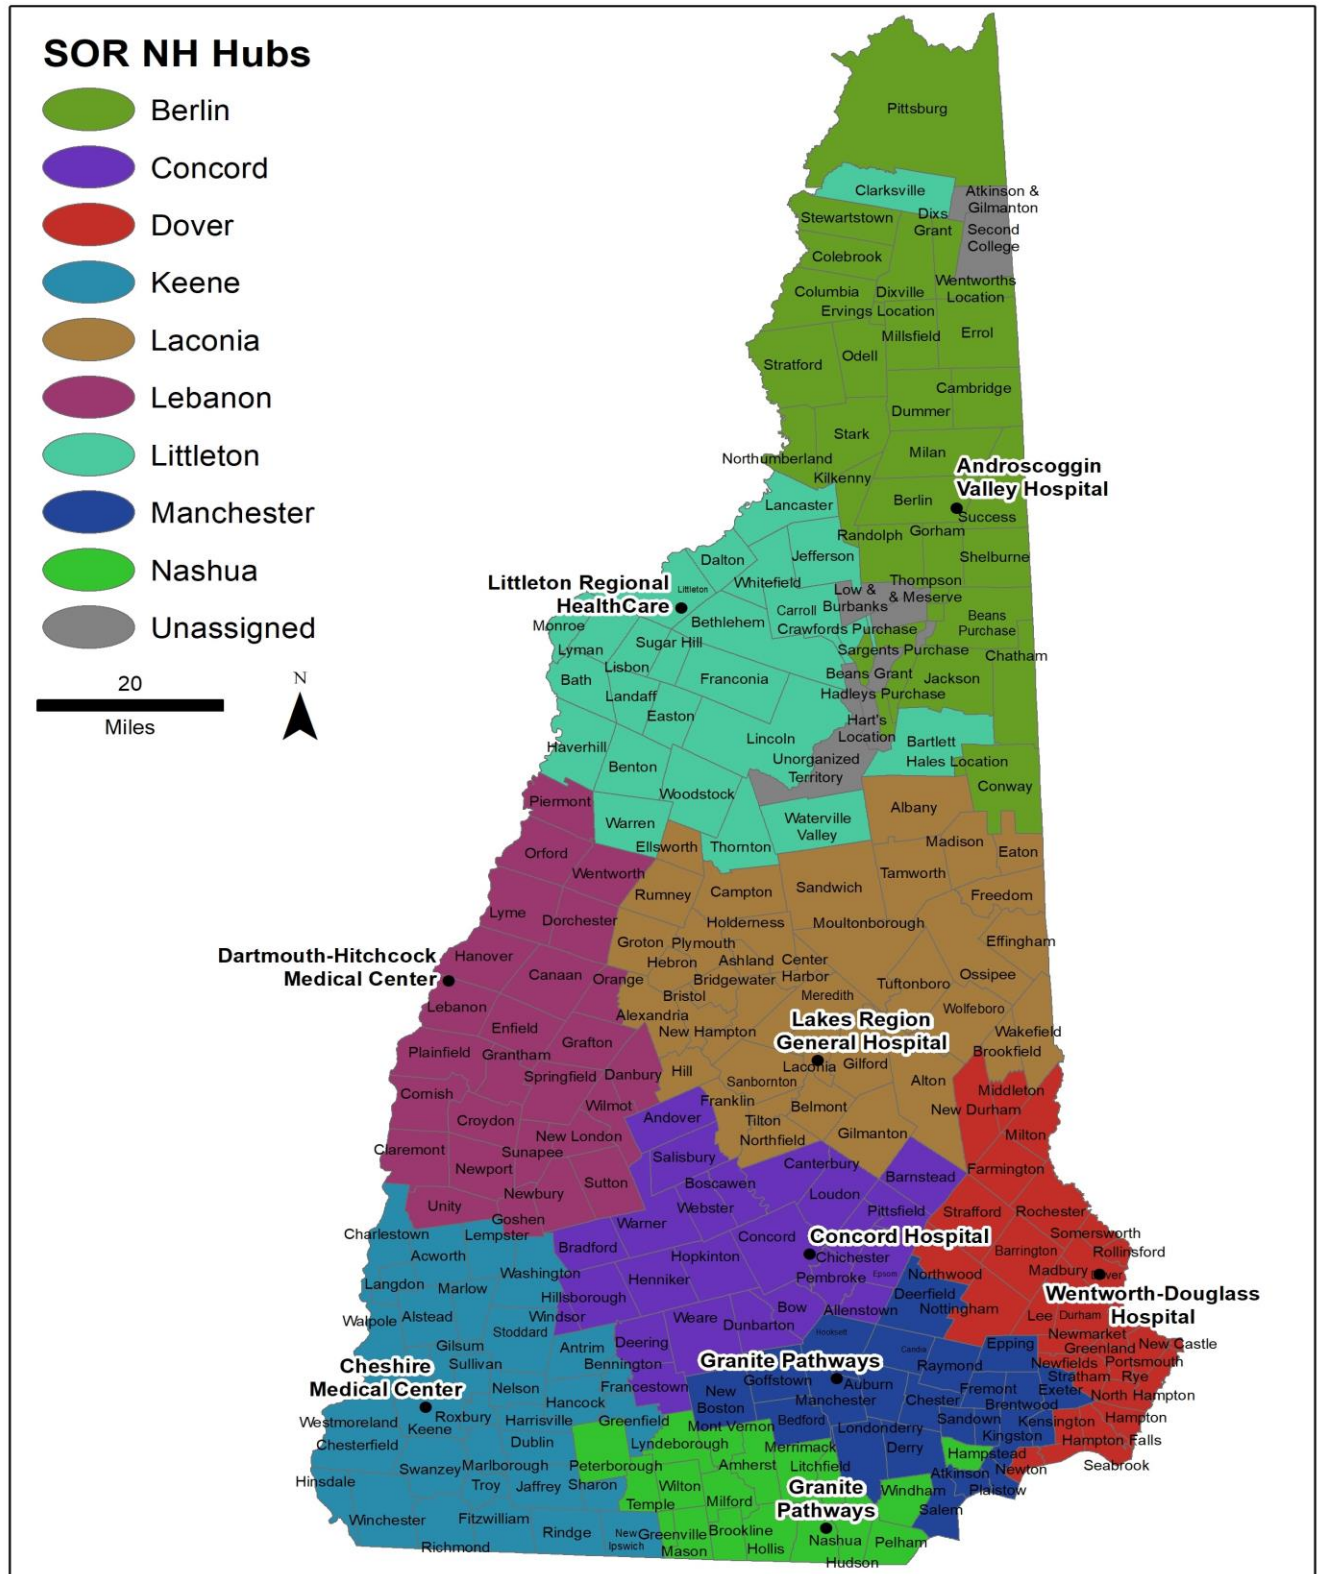 SOR NH Hubs
Berlin
Concord
Dover
Keene
Laconia
Lebanon
Littleton
Manchester
Nashua
Unassigned
20
Miles
N
Pittsburg
Clarksville
Atkinson &
Gilmanton
Stewartstown
Dixs
Grant
Second
College
Colebrook
Wentworths
Location
Columbia
Dixville
Ervings Location
Millsfield
Errol
Stratford
Odell
Cambridge
Dummer
Stark
Milan
Northumberland
Kilkenny
Androscoggin
Valley Hospital
Berlin
Success
Lancaster
Randolph
Gorham
Shelburne
Dalton
Jefferson
Whitefield
Littleton Regional
HealthCare
Littleton
Low &
Burbanks
Thompson
& Meserve
Carroll
Beans
Purchase
Monroe
Bethlehem
Crawfords Purchase
Sugar Hill
Lyman
Sargents Purchase
Chatham
Lisbon
Bath
Franconia
Beans Grant
Jackson
Landaff
Hadleys Purchase
Easton
Hart's
Location
Haverhill
Lincoln
Bartlett
Hales Location
Benton
Unorganized
Territory
Conway
Piermont
Woodstock
Albany
Warren
Waterville
Valley
Ellsworth
Thornton
Madison
Eaton
Orford
Wentworth
Tamworth
Rumney
Campton
Sandwich
Freedom
Lyme
Dorchester
Holderness
Moultonborough
Groton
Plymouth
Effingham
Dartmouth-Hitchcock
Medical Center
Hanover
Hebron
Ashland
Center
Harbor
Canaan
Orange
Bridgewater
Ossipee
Tuftonboro
Bristol
Meredith
Lebanon
Alexandria
Wolfeboro
Enfield
New Hampton
Lakes Region
General Hospital
Wakefield
Grafton
Brookfield
Plainfield
Grantham
Laconia
Gilford
Springfield
Danbury
Hill
Sanbornton
Alton
Cornish
Middleton
Wilmot
Franklin
Belmont
New Durham
Andover
Croydon
Tilton
Milton
New London
Northfield
Gilmanton
Claremont
Sunapee
Salisbury
Canterbury
Newport
Farmington
Boscawen
Barnstead
Sutton
Newbury
Loudon
Unity
Webster
Pittsfield
Strafford
Rochester
Goshen
Warner
Charlestown
Lempster
Concord
Concord Hospital
Somersworth
Acworth
Bradford
Hopkinton
Chichester
Barrington
Rollinsford
Washington
Henniker
Pembroke
Epsom
Northwood
Madbury
Dover
Langdon
Marlow
Hillsborough
Deerfield
Wentworth-Douglass
Hospital
Bow
Allenstown
Nottingham
Walpole
Alstead
Windsor
Weare
Dunbarton
Lee
Durham
Stoddard
Hooksett
Newmarket
Gilsum
Antrim
Deering
Candia
Epping
Greenland
New Castle
Cheshire
Medical Center
Sullivan
Bennington
Granite Pathways
Raymond
Newfields
Portsmouth
Goffstown
Auburn
Stratham
Rye
Nelson
Francestown
New
Boston
Manchester
Fremont
Exeter
North Hampton
Hancock
Chester
Brentwood
Westmoreland
Roxbury
Harrisville
Greenfield
Mont Vernon
Bedford
Londonderry
Sandown
Kensington
Hampton
Keene
Kingston
Chesterfield
Dublin
Lyndeborough
Merrimack
Derry
Hampstead
Hampton Falls
Swanzey
Marlborough
Peterborough
Amherst
Litchfield
Atkinson
Newton
Seabrook
Hinsdale
Troy
Jaffrey
Sharon
Wilton
Granite
Pathways
Windham
Plaistow
Temple
Milford
Salem
Winchester
Fitzwilliam
Rindge
New
Ipswich
Greenville
Brookline
Nashua
Pelham
Richmond
Mason
Hollis
Hudson